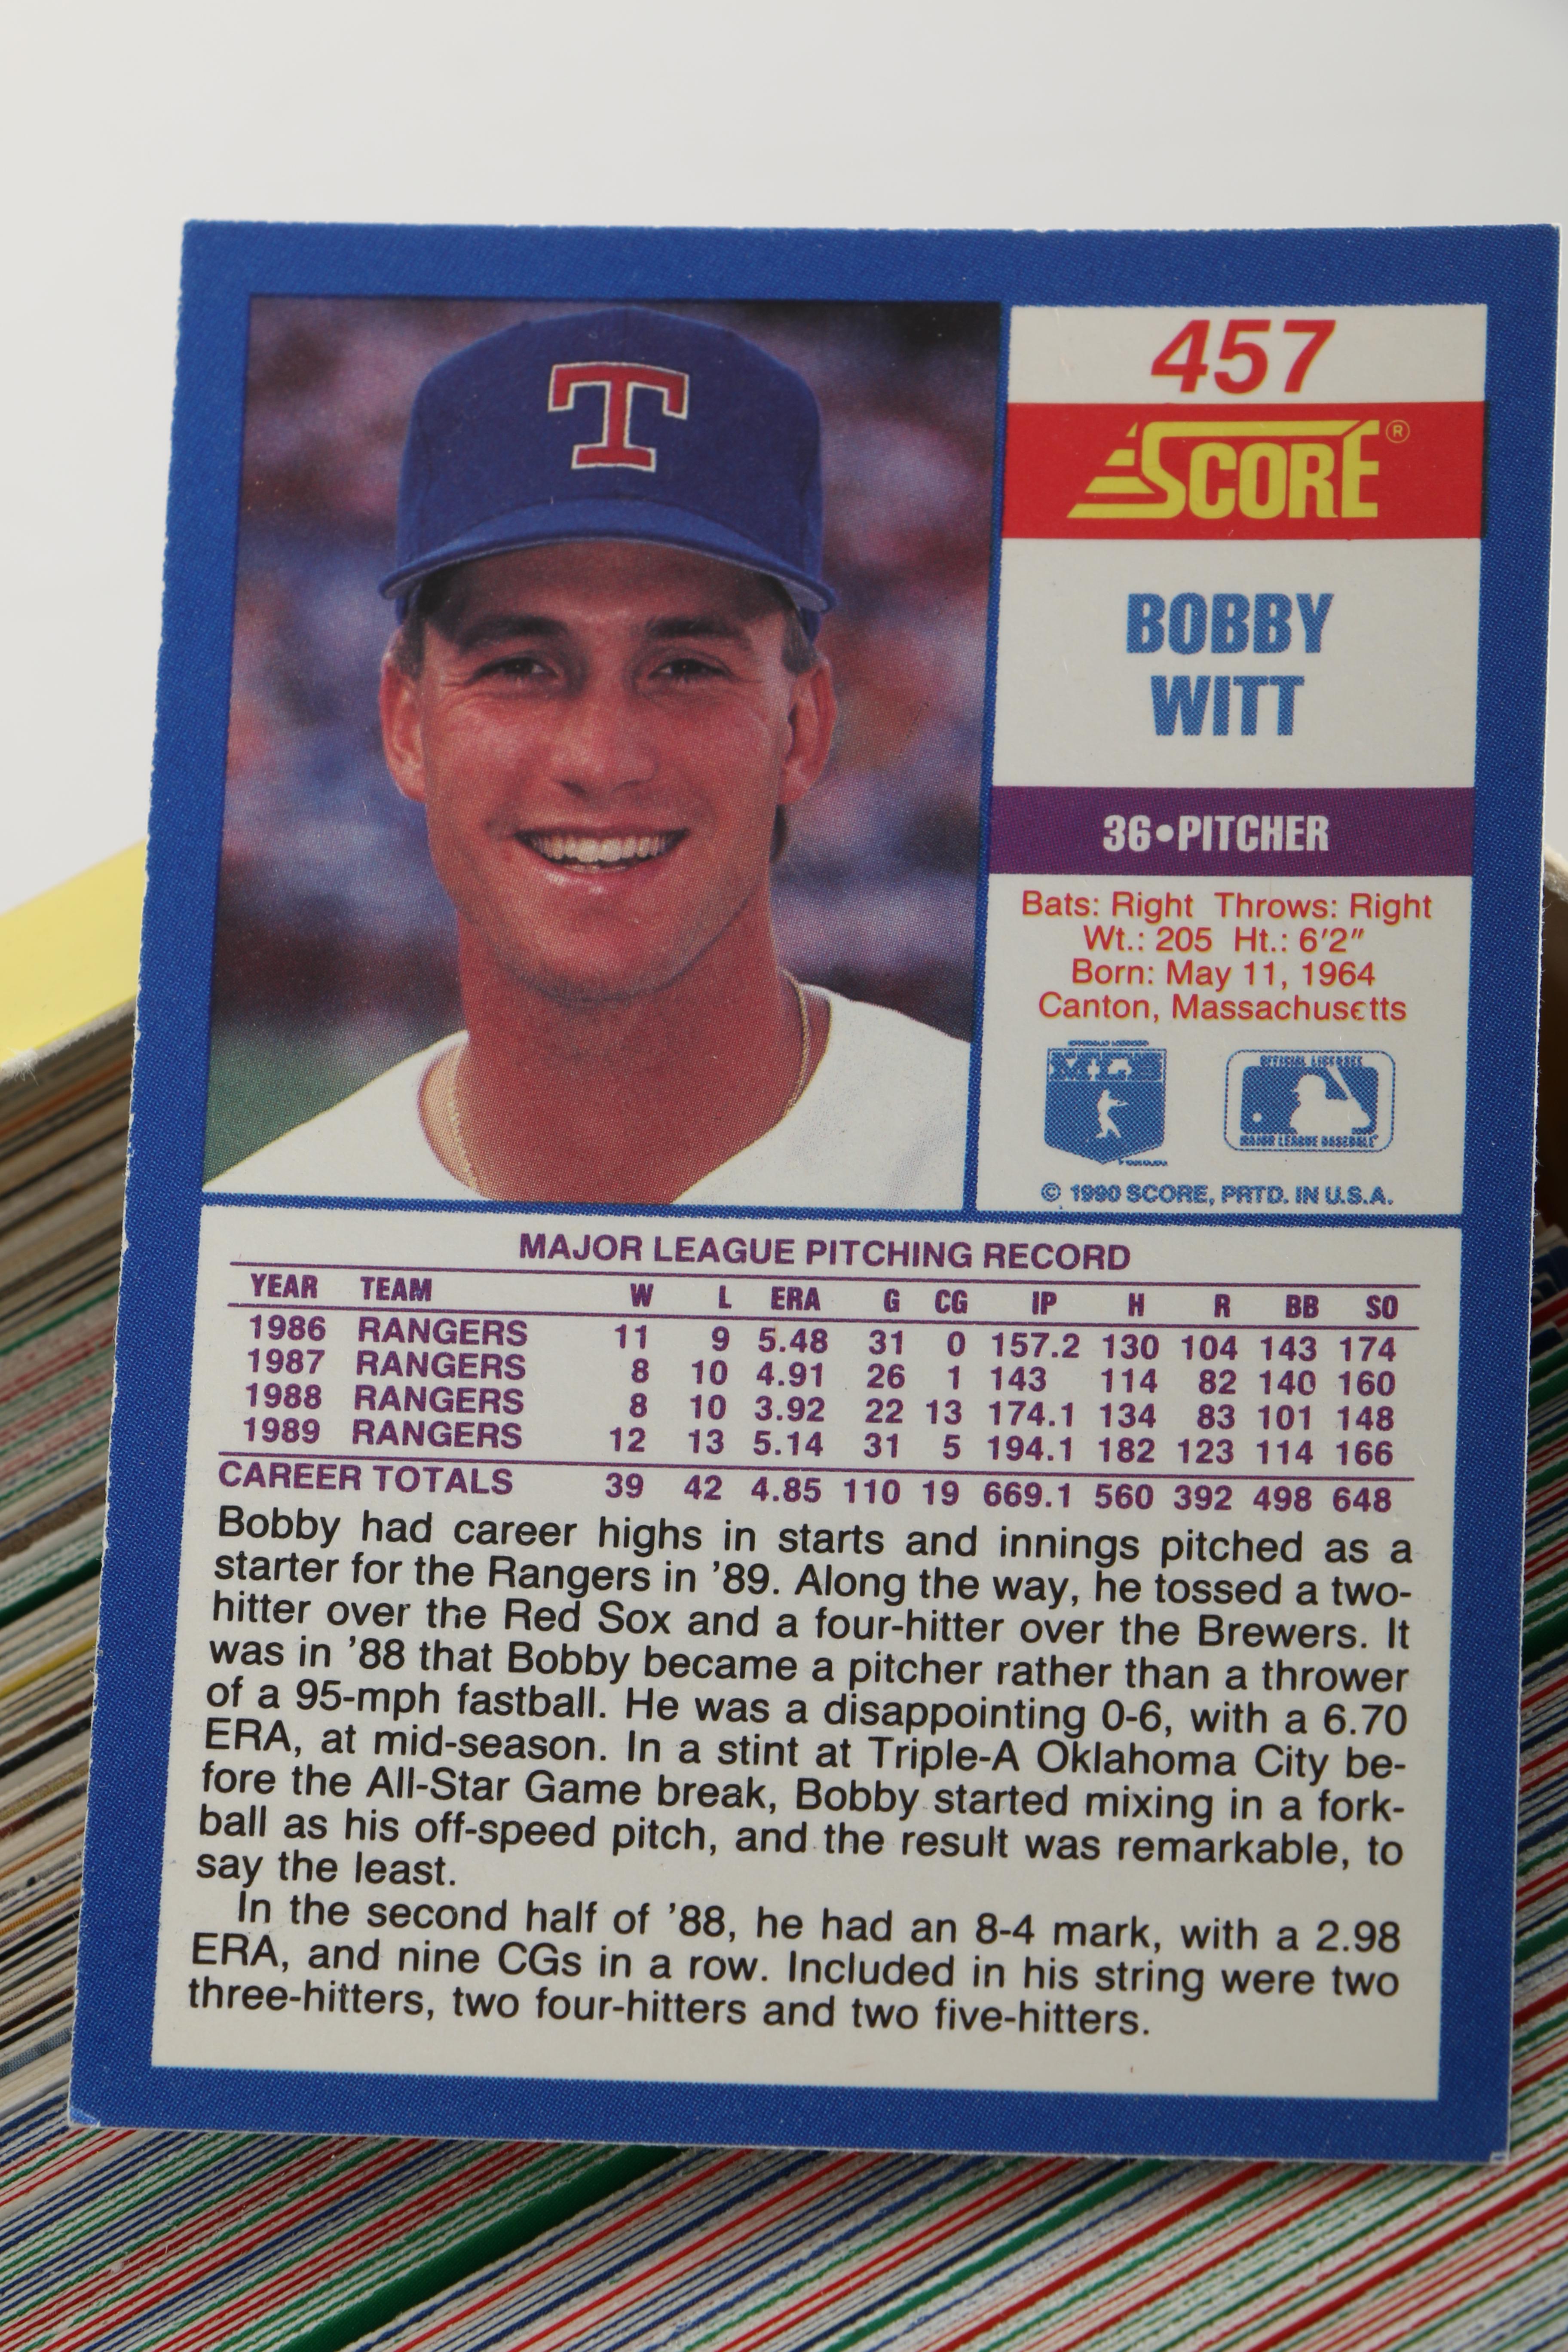 T
457
SCORE®
BOBBY
WITT
36•PITCHER
Bats: Right Throws: Right
Wt.: 205 Ht.: 6'2"
Born: May 11, 1964
Canton, Massachusetts
OFFICIALLY LICENSED
MLB
OFFICIAL LICENSEE
MAJOR LEAGUE BASEBALL
© 1990 SCORE, PRTD. IN U.S.A.
MAJOR LEAGUE PITCHING RECORD
YEAR TEAM W L ERA G CG IP H R BB SO
1986 RANGERS 11 9 5.48 31 0 157.2 130 104 143 174
1987 RANGERS 8 10 4.91 26 1 143 114 82 140 160
1988 RANGERS 8 10 3.92 22 13 174.1 134 83 101 148
1989 RANGERS 12 13 5.14 31 5 194.1 182 123 114 166
CAREER TOTALS 39 42 4.85 110 19 669.1 560 392 498 648
Bobby had career highs in starts and innings pitched as a
starter for the Rangers in '89. Along the way, he tossed a two-
hitter over the Red Sox and a four-hitter over the Brewers. It
was in '88 that Bobby became a pitcher rather than a thrower
of a 95-mph fastball. He was a disappointing 0-6, with a 6.70
ERA, at mid-season. In a stint at Triple-A Oklahoma City be-
fore the All-Star Game break, Bobby started mixing in a fork-
ball as his off-speed pitch, and the result was remarkable, to
say the least.
In the second half of '88, he had an 8-4 mark, with a 2.98
ERA, and nine CGs in a row. Included in his string were two
three-hitters, two four-hitters and two five-hitters.